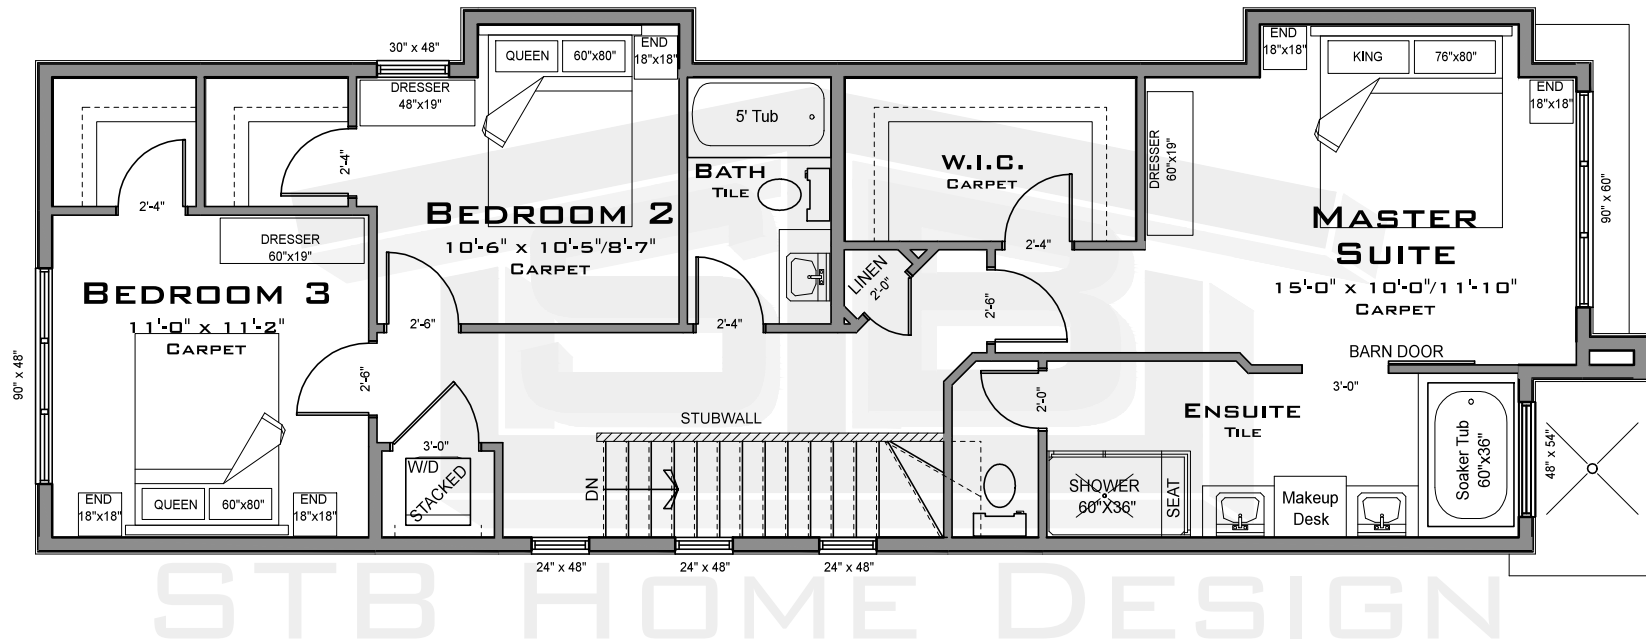 30" x 48"
DRESSER
48"x19"
QUEEN
60"x80"
END
18"x18"
2'-4"
2'-4"
BEDROOM 2
10'-6" x 10'-5"/8'-7"
CARPET
5' Tub
BATH
TILE
W.I.C.
CARPET
2'-4"
DRESSER
60"x19"
END
18"x18"
KING
76"x80"
END
18"x18"
90" x 60"
MASTER
SUITE
15'-0" x 10'-0"/11'-10"
CARPET
DRESSER
60"x19"
BEDROOM 3
11'-0" x 11'-2"
CARPET
90" x 48"
2'-6"
2'-6"
2'-4"
LINEN
2'-0"
2'-6"
BARN DOOR
3'-0"
2'-0"
ENSUITE
TILE
STUBWALL
DN
3'-0"
W/D
STACKED
QUEEN
60"x80"
END
18"x18"
END
18"x18"
SHOWER
60"X36"
SEAT
Makeup
Desk
Soaker Tub
60"x36"
48" x 54"
24" x 48"
24" x 48"
24" x 48"
STB HOME DESIGN